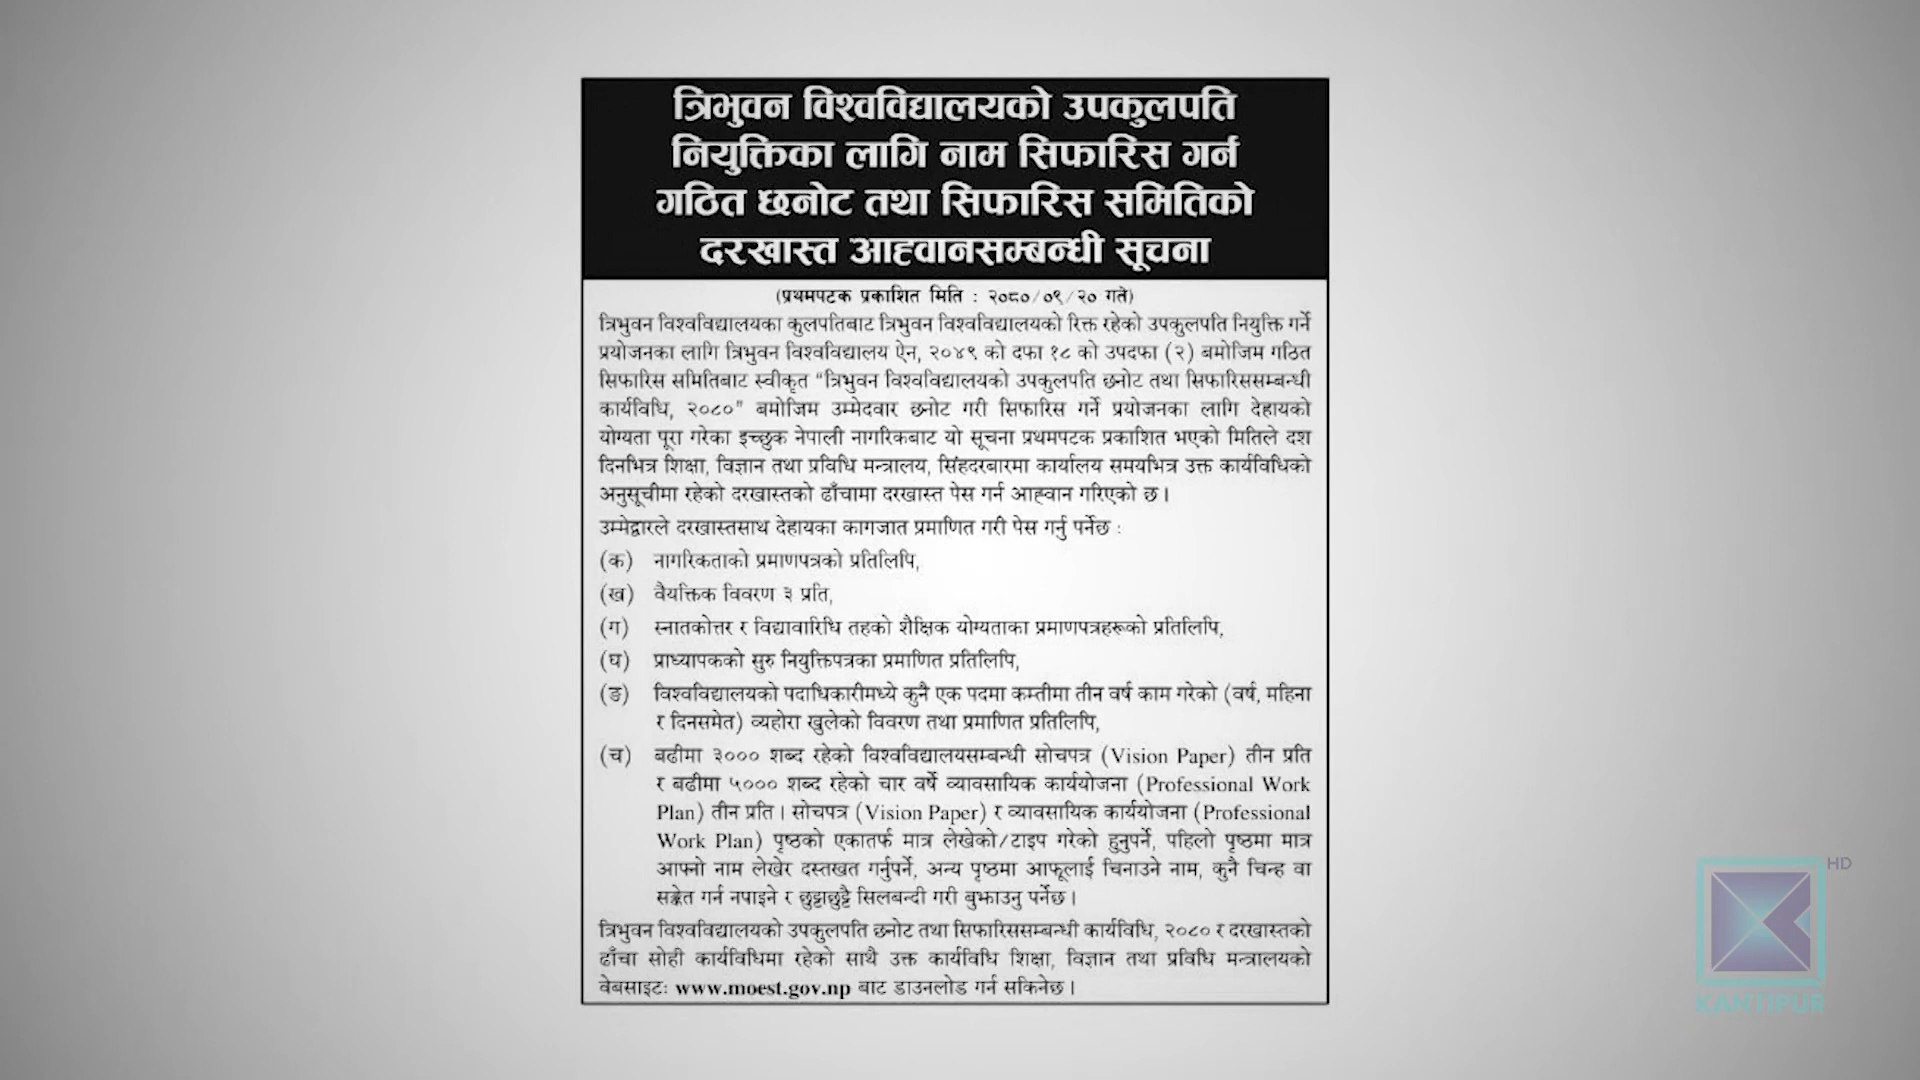 त्रिभुवन विश्वविद्यालयको उपकुलपति
नियुक्तिका लागि नाम सिफारिस गर्न
गठित छनोट तथा सिफारिस समितिको
दरखास्त आह्वानसम्बन्धी सूचना
(प्रथमपटक प्रकाशित मिति : २०८०/०९/२० गते)
त्रिभुवन विश्वविद्यालयका कुलपतिबाट त्रिभुवन विश्वविद्यालयको रिक्त रहेको उपकुलपति नियुक्ति गर्ने
प्रयोजनका लागि त्रिभुवन विश्वविद्यालय ऐन, २०४९ को दफा १८ को उपदफा (२) बमोजिम गठित
सिफारिस समितिबाट स्वीकृत “त्रिभुवन विश्वविद्यालयको उपकुलपति छनोट तथा सिफारिससम्बन्धी
कार्यविधि, २०८०” बमोजिम उम्मेदवार छनोट गरी सिफारिस गर्ने प्रयोजनका लागि देहायको
योग्यता पूरा गरेका इच्छुक नेपाली नागरिकबाट यो सूचना प्रथमपटक प्रकाशित भएको मितिले दश
दिनभित्र शिक्षा, विज्ञान तथा प्रविधि मन्त्रालय, सिंहदरबारमा कार्यालय समयभित्र उक्त कार्यविधिको
अनुसूचीमा रहेको दरखास्तको ढाँचामा दरखास्त पेस गर्न आह्वान गरिएको छ ।
उम्मेद्वारले दरखास्तसाथ देहायका कागजात प्रमाणित गरी पेस गर्नु पर्नेछ :
(क) नागरिकताको प्रमाणपत्रको प्रतिलिपि,
(ख) वैयक्तिक विवरण ३ प्रति,
(ग) स्नातकोत्तर र विद्यावारिधि तहको शैक्षिक योग्यताका प्रमाणपत्रहरूको प्रतिलिपि,
(घ) प्राध्यापकको सुरु नियुक्तिपत्रका प्रमाणित प्रतिलिपि,
(ङ) विश्वविद्यालयको पदाधिकारीमध्ये कुनै एक पदमा कम्तीमा तीन वर्ष काम गरेको (वर्ष, महिना
र दिनसमेत) व्यहोरा खुलेको विवरण तथा प्रमाणित प्रतिलिपि,
(च) बढीमा ३००० शब्द रहेको विश्वविद्यालयसम्बन्धी सोचपत्र (Vision Paper) तीन प्रति
र बढीमा ५००० शब्द रहेको चार वर्षे व्यावसायिक कार्ययोजना (Professional Work
Plan) तीन प्रति । सोचपत्र (Vision Paper) र व्यावसायिक कार्ययोजना (Professional
Work Plan) पृष्ठको एकातर्फ मात्र लेखेको/टाइप गरेको हुनुपर्ने, पहिलो पृष्ठमा मात्र
आफ्नो नाम लेखेर दस्तखत गर्नुपर्ने, अन्य पृष्ठमा आफूलाई चिनाउने नाम, कुनै चिन्ह वा
सङ्केत गर्न नपाइने र छुट्टाछुट्टै सिलबन्दी गरी बुझाउनु पर्नेछ ।
त्रिभुवन विश्वविद्यालयको उपकुलपति छनोट तथा सिफारिससम्बन्धी कार्यविधि, २०८० र दरखास्तको
ढाँचा सोही कार्यविधिमा रहेको साथै उक्त कार्यविधि शिक्षा, विज्ञान तथा प्रविधि मन्त्रालयको
वेबसाइटः www.moest.gov.np बाट डाउनलोड गर्न सकिनेछ ।
HD
KANTIPUR